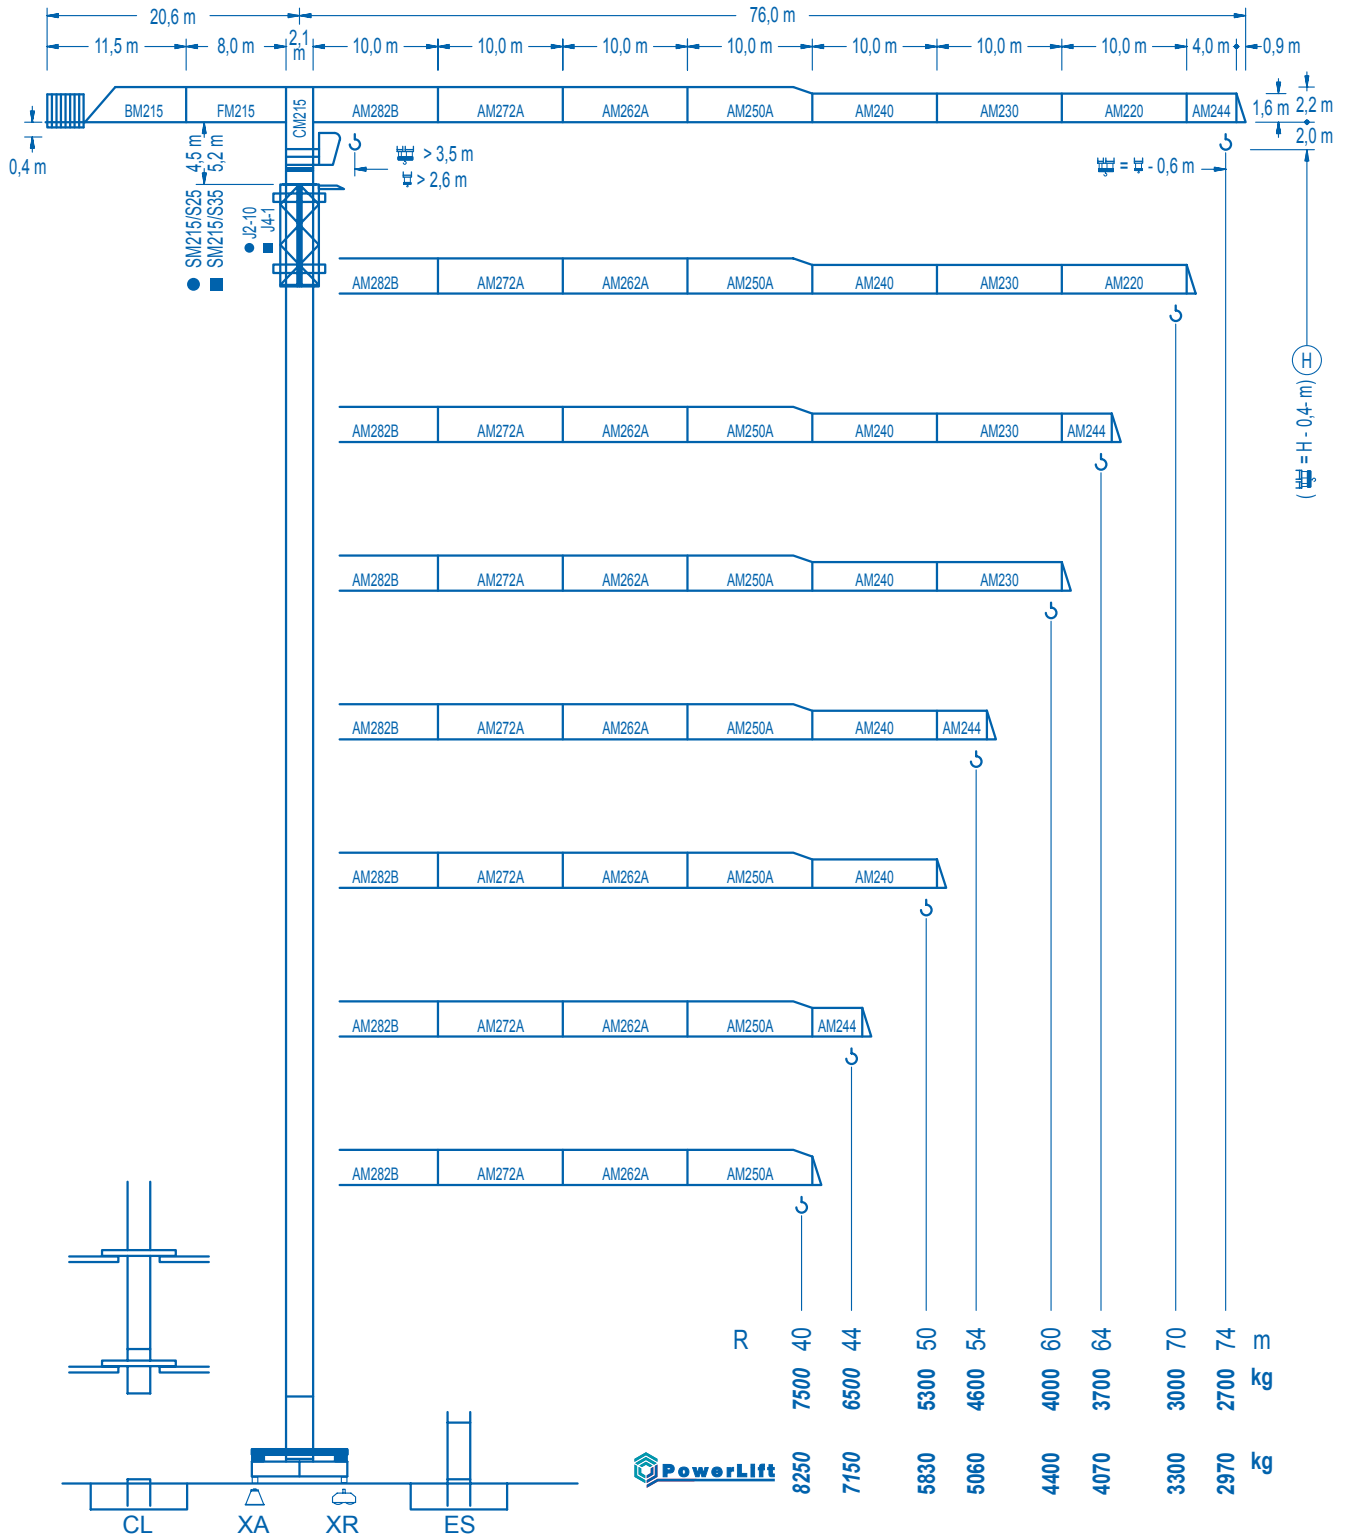 20,6 m 76,0 m
11,5 m 8,0 m 2,1 m 10,0 m 10,0 m 10,0 m 10,0 m 10,0 m 10,0 m 10,0 m 4,0 m 0,9 m
BM215 FM215 CM215 AM282B AM272A AM262A AM250A AM240 AM230 AM220 AM244 1,6 m 2,2 m
2,0 m
0,4 m
4,5 m
5,2 m
> 3,5 m
> 2,6 m
= - 0,6 m
● SM215/S25
■ SM215/S35
● J2-10
■ J4-1
AM282B AM272A AM262A AM250A AM240 AM230 AM220
H
( = H - 0,4 m)
AM282B AM272A AM262A AM250A AM240 AM230 AM244
AM282B AM272A AM262A AM250A AM240 AM230
AM282B AM272A AM262A AM250A AM240 AM244
AM282B AM272A AM262A AM250A AM240
AM282B AM272A AM262A AM250A AM244
AM282B AM272A AM262A AM250A
R 40 44 50 54 60 64 70 74 m
7500 6500 5300 4600 4000 3700 3000 2700 kg
PowerLift 8250 7150 5830 5060 4400 4070 3300 2970 kg
CL XA XR ES